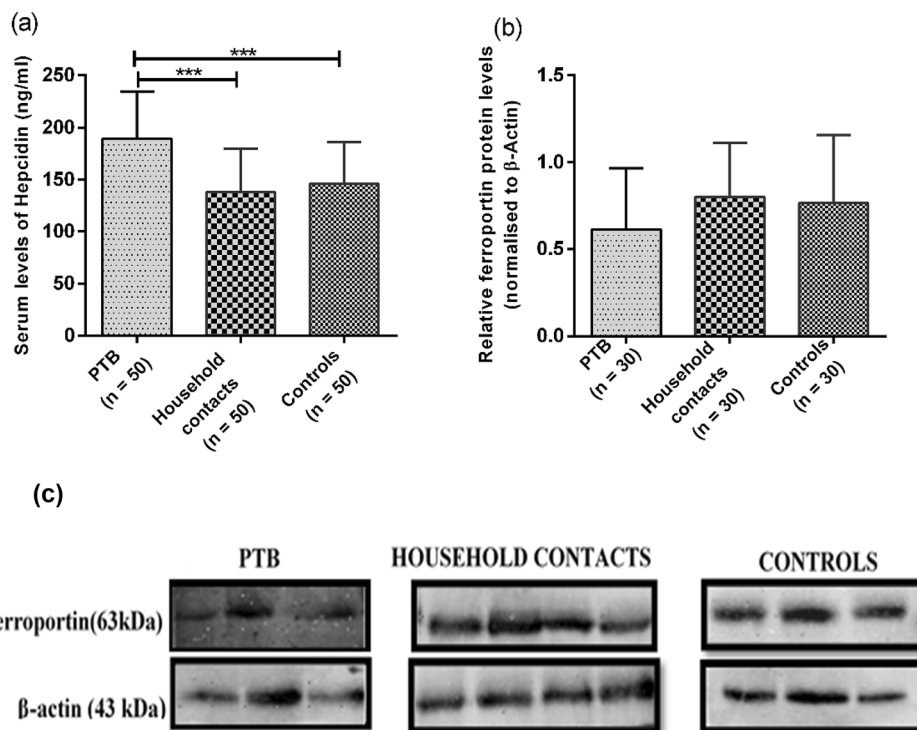 (a)
***
***
Serum levels of Hepcidin (ng/ml)
250
200
150
100
50
0
PTB
(n = 50)
Household
contacts
(n = 50)
Controls
(n = 50)
(b)
Relative ferroportin protein levels
(normalised to β-Actin)
1.5
1.0
0.5
0.0
PTB
(n = 30)
Household
contacts
(n = 30)
Controls
(n = 30)
(c)
PTB HOUSEHOLD CONTACTS CONTROLS
erroportin(63kDa)
β-actin (43 kDa)